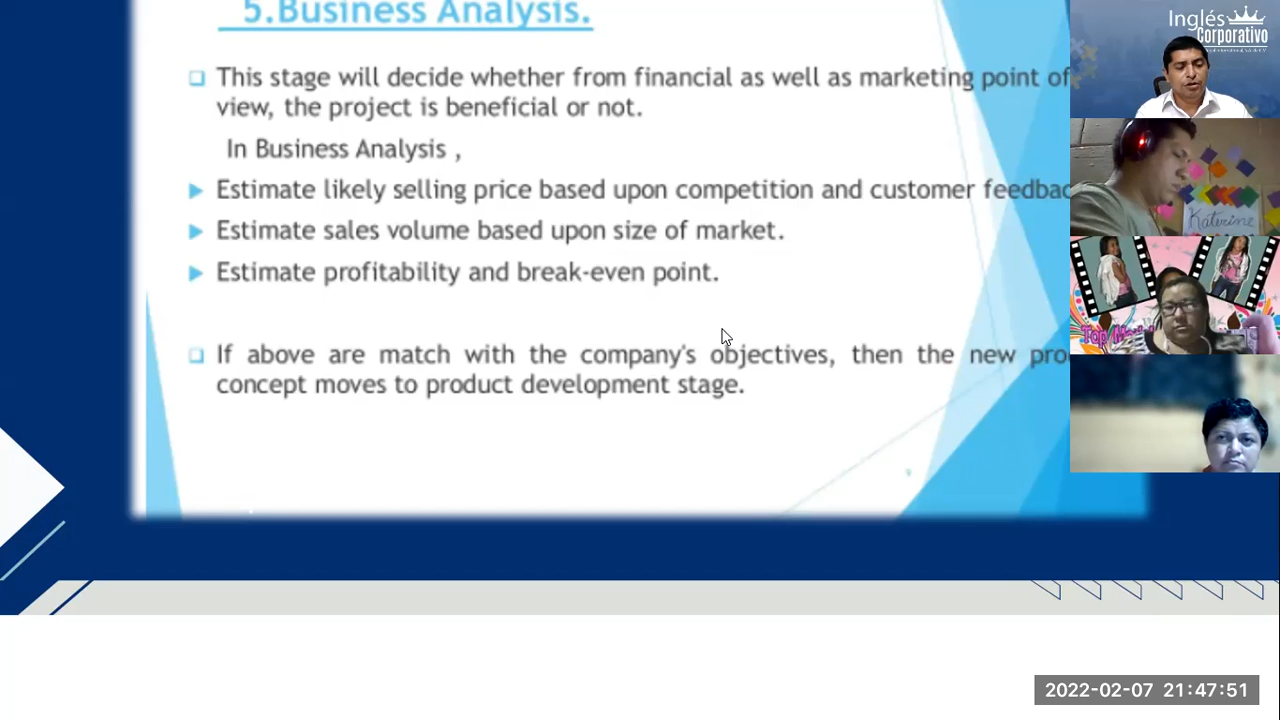 5.Business Analysis.
This stage will decide whether from financial as well as marketing point of
view, the project is beneficial or not.
In Business Analysis ,
Estimate likely selling price based upon competition and customer feedbac
Estimate sales volume based upon size of market.
Estimate profitability and break-even point.
If above are match with the company's objectives, then the new pro
concept moves to product development stage.
Inglés
Corporativo
Katerine
2022-02-07 21:47:51